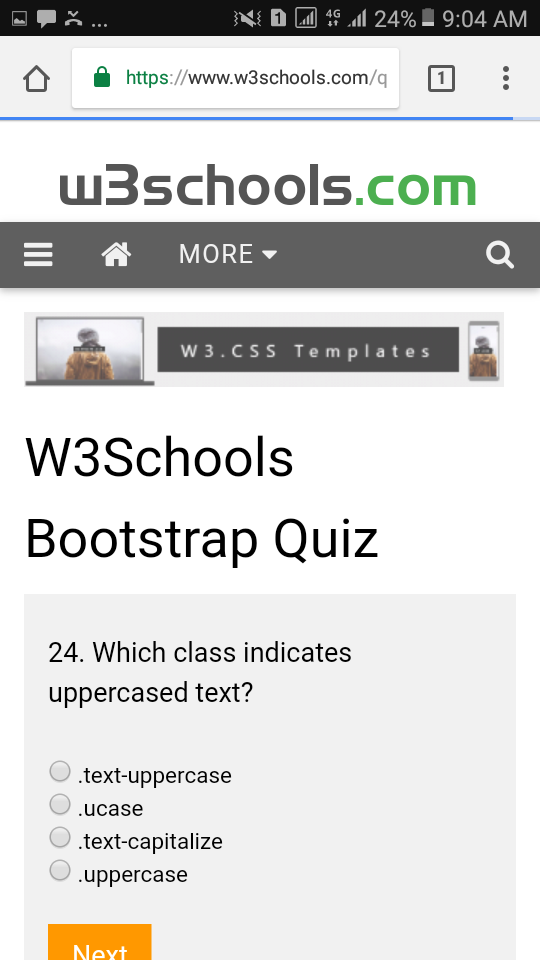 ... 1 4G 24% 9:04 AM
https://www.w3schools.com/q 1
w3schools.com
MORE
W3.CSS Templates
W3Schools
Bootstrap Quiz
24. Which class indicates
uppercased text?
.text-uppercase
.ucase
.text-capitalize
.uppercase
Next